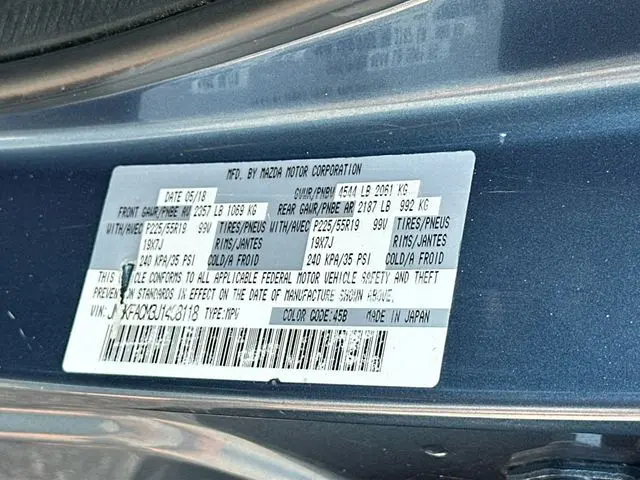 MFD. BY MAZDA MOTOR CORPORATION
DATE 05/18 GVWR/PNBV 4544 LB 2061 KG
FRONT GAWR/PNBE AV 2357 LB 1069 KG REAR GAWR/PNBE AR 2187 LB 992 KG
WITH/AVEC P225/55R19 99V TIRES/PNEUS WITH/AVEC P225/55R19 99V TIRES/PNEUS
19X7J RIMS/JANTES 19X7J RIMS/JANTES
240 KPA/35 PSI COLD/A FROID 240 KPA/35 PSI COLD/A FROID
THIS VEHICLE CONFORMS TO ALL APPLICABLE FEDERAL MOTOR VEHICLE SAFETY AND THEFT
PREVENTION STANDARDS IN EFFECT ON THE DATE OF MANUFACTURE SHOWN ABOVE.
VIN: TYPE:MPV COLOR CODE:45B MADE IN JAPAN